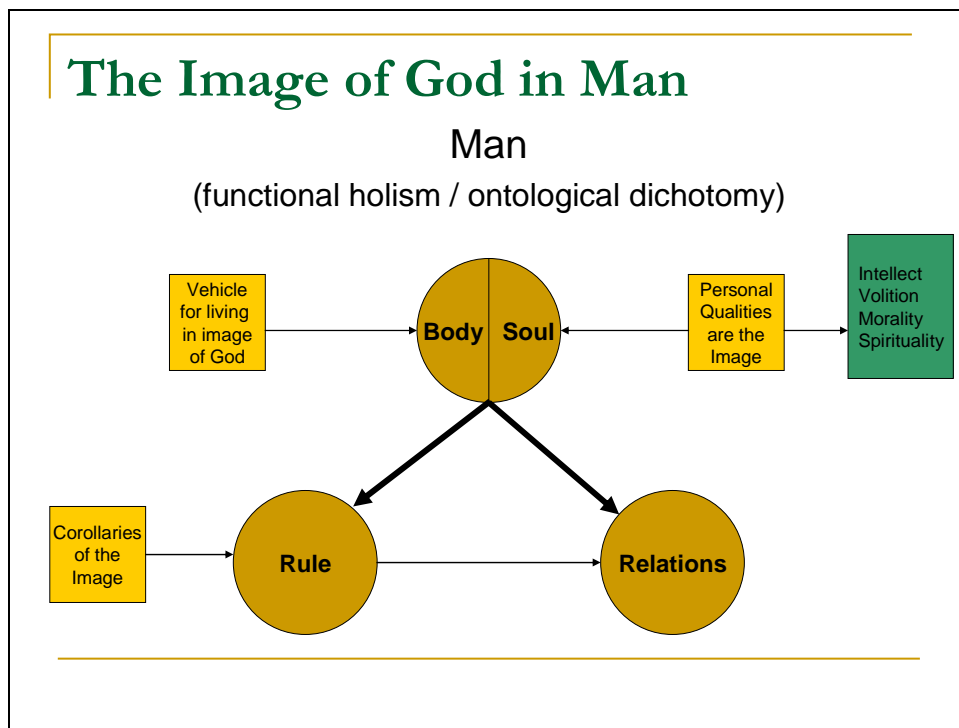 The Image of God in Man
Man
(functional holism / ontological dichotomy)
Vehicle
for living
in image
of God
Body
Soul
Personal
Qualities
are the
Image
Intellect
Volition
Morality
Spirituality
Corollaries
of the
Image
Rule
Relations